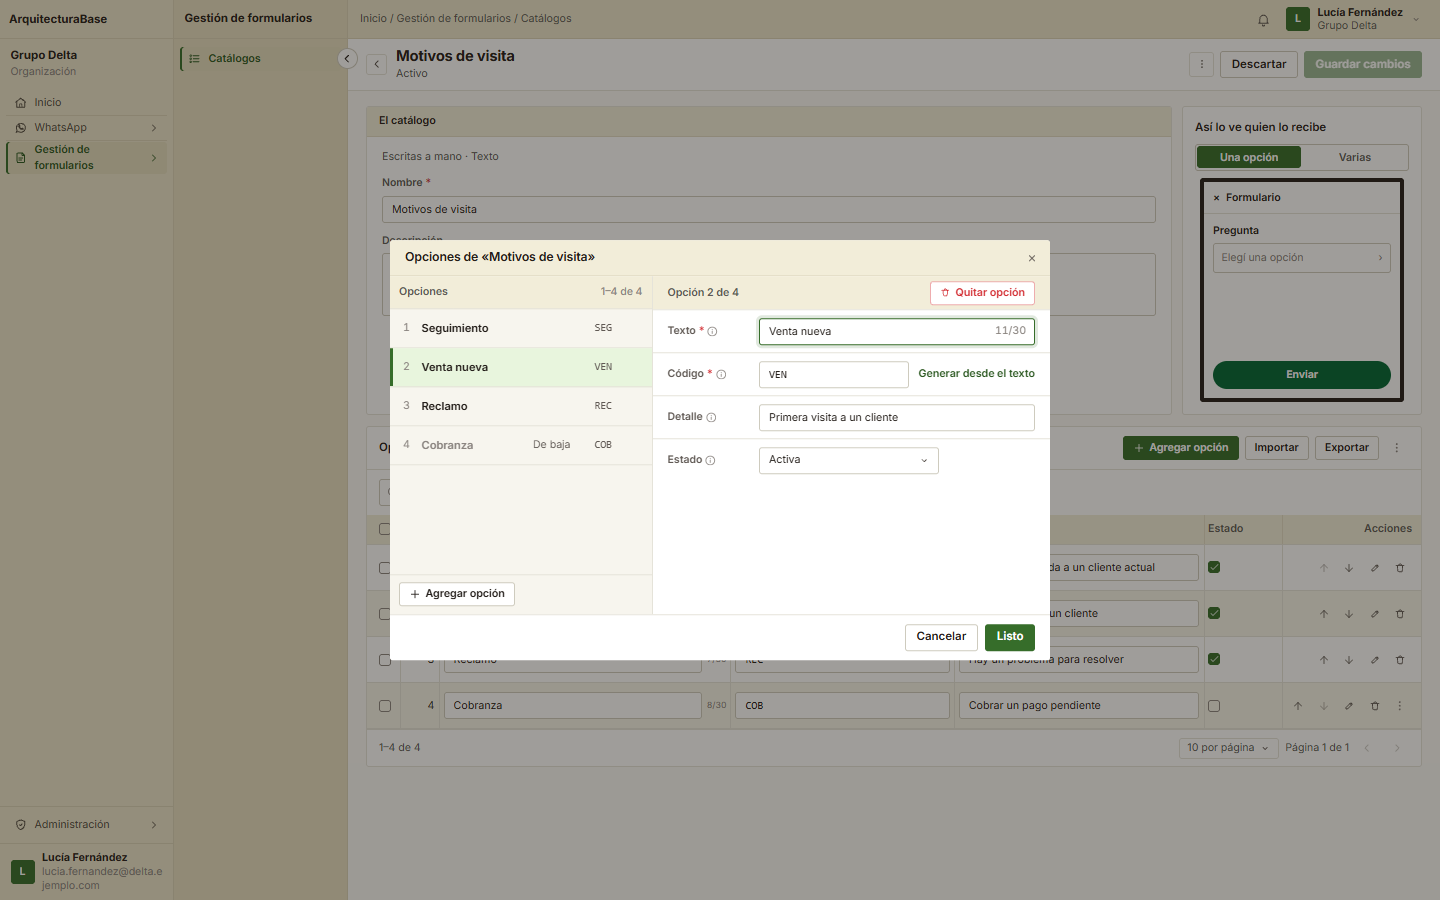 ArquitecturaBase
Grupo Delta
Organización
Inicio
WhatsApp
Gestión de
formularios
Administración
Lucía Fernández
lucia.fernandez@delta.e
jemplo.com
L
Gestión de formularios
Catálogos
Inicio / Gestión de formularios / Catálogos
L
Lucía Fernández
Grupo Delta
Motivos de visita
Activo
Descartar
Guardar cambios
El catálogo
Escritas a mano · Texto
Nombre *
Motivos de visita
Descripción
Así lo ve quien lo recibe
Una opción
Varias
× Formulario
Pregunta
Elegí una opción
Enviar
Opciones de «Motivos de visita»
×
Opciones
1–4 de 4
1 Seguimiento SEG
2 Venta nueva VEN
3 Reclamo REC
4 Cobranza De baja COB
+ Agregar opción
Opción 2 de 4
Quitar opción
Texto *
Venta nueva 11/30
Código *
VEN
Generar desde el texto
Detalle
Primera visita a un cliente
Estado
Activa
Cancelar
Listo
+ Agregar opción
Importar
Exportar
Estado
Acciones
a un cliente actual
un cliente
3 Reclamo REC Hay un problema para resolver
4 Cobranza 8/30 COB Cobrar un pago pendiente
1–4 de 4
10 por página
Página 1 de 1